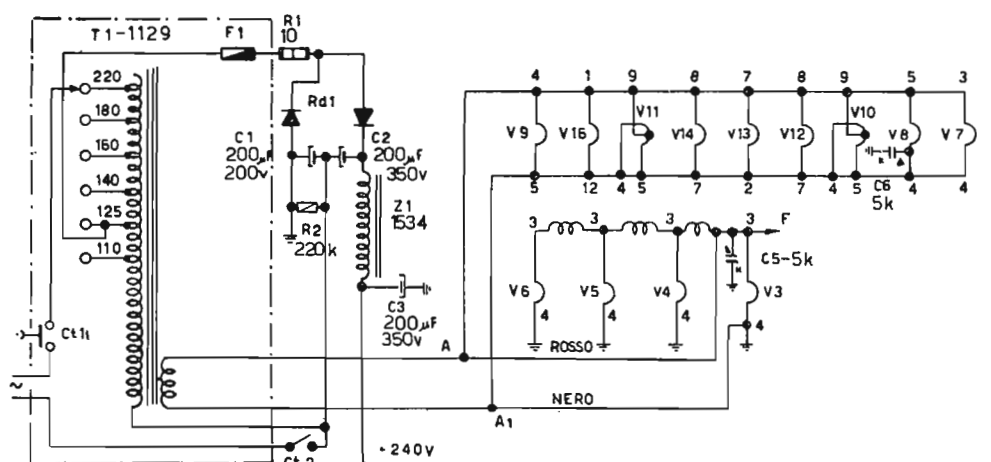 T1-1129 F1 R1
10
220
180
160
140
125
110
Rd1
C1
200µF
200v
C2
200µF
350v
R2
220k
Z1
1534
C3
200µF
350v
Ct1
~
4 1 9 8 7 8 9 5 3
V9 V16 V11 V14 V13 V12 V10 V8 V7
5 12 4 5 7 2 7 4 5 4 4
C6
5k
3 3 3 3 F
C5-5k
V6 V5 V4 V3
4 4 4 4
A ROSSO
NERO
A1
+240V